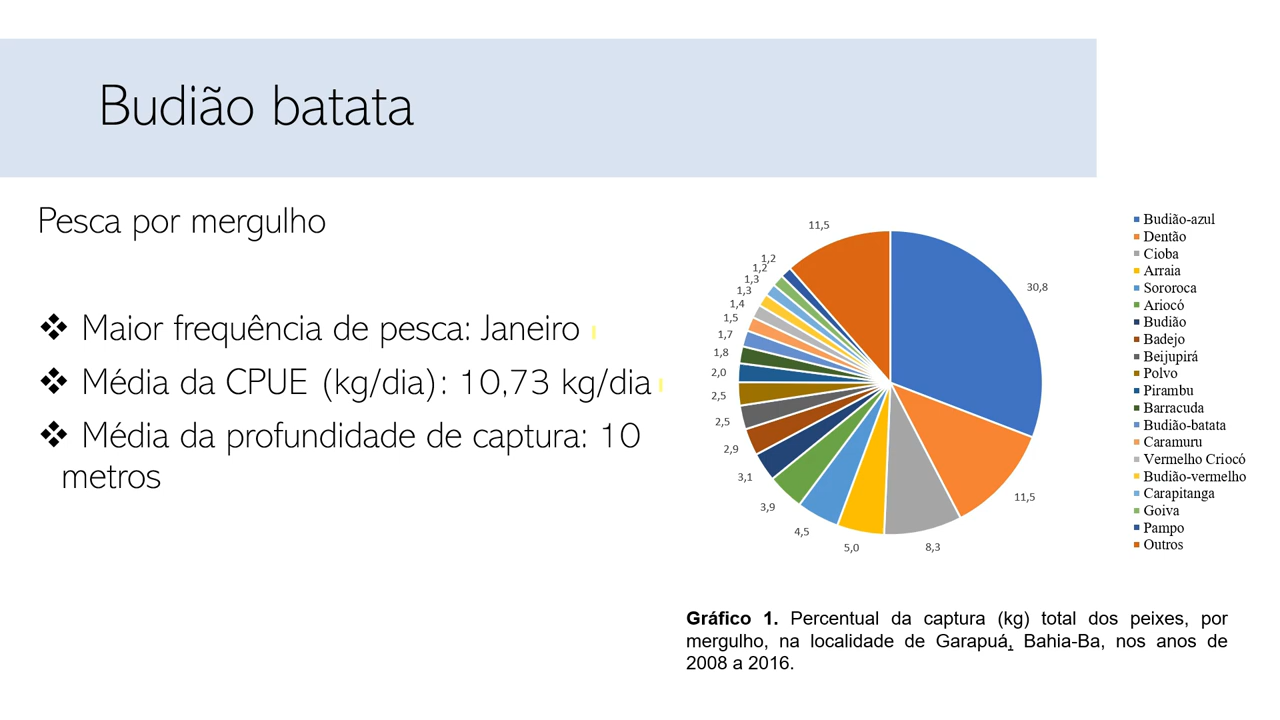 Budião batata
Pesca por mergulho
❖ Maior frequência de pesca: Janeiro
❖ Média da CPUE (kg/dia): 10,73 kg/dia
❖ Média da profundidade de captura: 10
metros
11,5
1,2
1,2
1,3
1,3
1,4
1,5
1,7
1,8
2,0
2,5
2,5
2,9
3,1
3,9
4,5
5,0
8,3
11,5
30,8
Budião-azul
Dentão
Cioba
Arraia
Sororoca
Ariocó
Budião
Badejo
Beijupirá
Polvo
Pirambu
Barracuda
Budião-batata
Caramuru
Vermelho Criocó
Budião-vermelho
Carapitanga
Goiva
Pampo
Outros
Gráfico 1. Percentual da captura (kg) total dos peixes, por
mergulho, na localidade de Garapuá, Bahia-Ba, nos anos de
2008 a 2016.